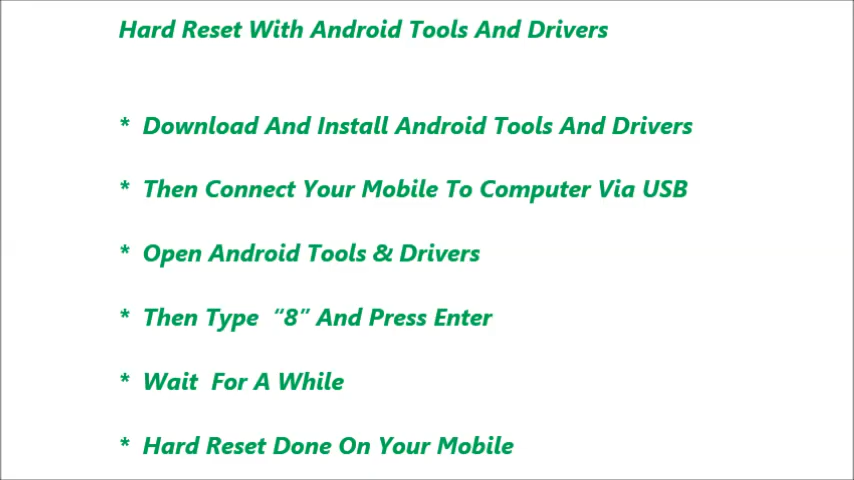 Hard Reset With Android Tools And Drivers
* Download And Install Android Tools And Drivers
* Then Connect Your Mobile To Computer Via USB
* Open Android Tools & Drivers
* Then Type “8” And Press Enter
* Wait For A While
* Hard Reset Done On Your Mobile